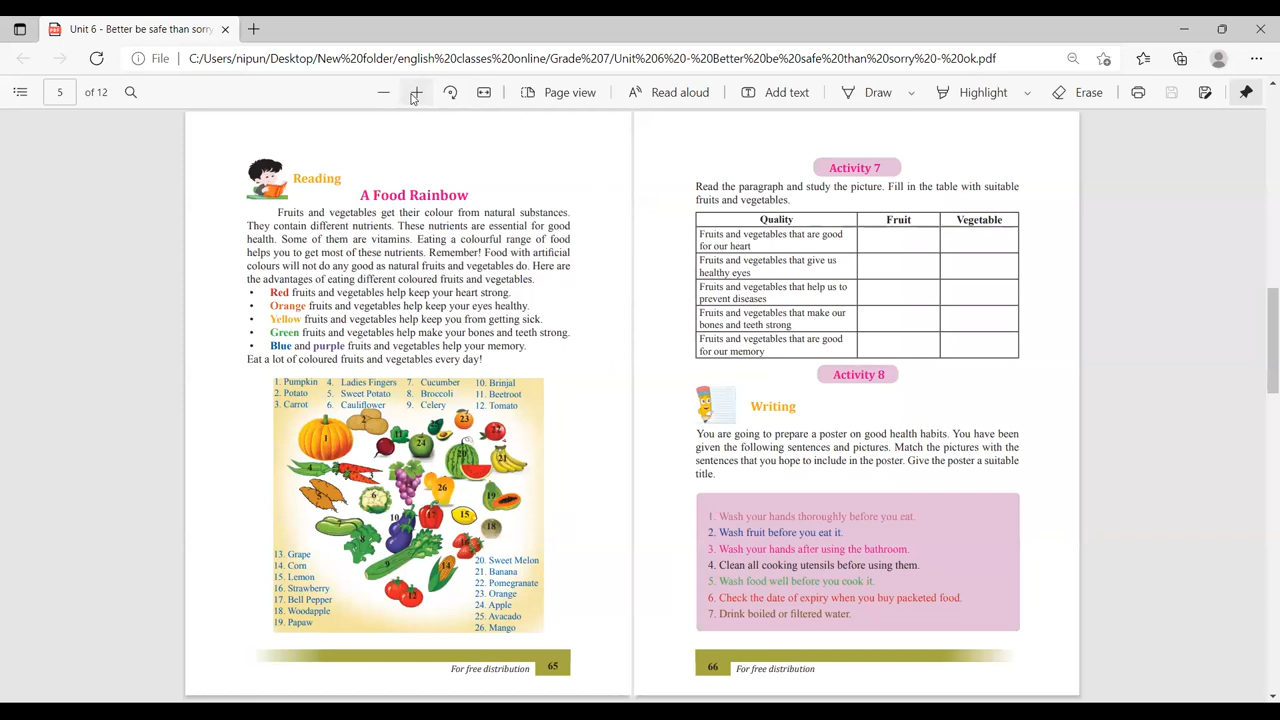 Unit 6 - Better be safe than sorry
File
C:/Users/nipun/Desktop/New%20folder/english%20classes%20online/Grade%207/Unit%206%20-%20Better%20be%20safe%20than%20sorry%20-%20ok.pdf
5
of 12
Page view
Read aloud
Add text
Draw
Highlight
Erase
Reading
A Food Rainbow
Fruits and vegetables get their colour from natural substances.
They contain different nutrients. These nutrients are essential for good
health. Some of them are vitamins. Eating a colourful range of food
helps you to get most of these nutrients. Remember! Food with artificial
colours will not do any good as natural fruits and vegetables do. Here are
the advantages of eating different coloured fruits and vegetables.
• Red fruits and vegetables help keep your heart strong.
• Orange fruits and vegetables help keep your eyes healthy.
• Yellow fruits and vegetables help keep you from getting sick.
• Green fruits and vegetables help make your bones and teeth strong.
• Blue and purple fruits and vegetables help your memory.
Eat a lot of coloured fruits and vegetables every day!
1. Pumpkin 4. Ladies Fingers 7. Cucumber 10. Brinjal
2. Potato 5. Sweet Potato 8. Broccoli 11. Beetroot
3. Carrot 6. Cauliflower 9. Celery 12. Tomato
13. Grape
14. Corn
15. Lemon
16. Strawberry
17. Bell Pepper
18. Woodapple
19. Papaw
20. Sweet Melon
21. Banana
22. Pomegranate
23. Orange
24. Apple
25. Avacado
26. Mango
For free distribution 65
Activity 7
Read the paragraph and study the picture. Fill in the table with suitable
fruits and vegetables.
Quality Fruit Vegetable
Fruits and vegetables that are good
for our heart
Fruits and vegetables that give us
healthy eyes
Fruits and vegetables that help us to
prevent diseases
Fruits and vegetables that make our
bones and teeth strong
Fruits and vegetables that are good
for our memory
Activity 8
Writing
You are going to prepare a poster on good health habits. You have been
given the following sentences and pictures. Match the pictures with the
sentences that you hope to include in the poster. Give the poster a suitable
title.
1. Wash your hands thoroughly before you eat.
2. Wash fruit before you eat it.
3. Wash your hands after using the bathroom.
4. Clean all cooking utensils before using them.
5. Wash food well before you cook it.
6. Check the date of expiry when you buy packeted food.
7. Drink boiled or filtered water.
66 For free distribution